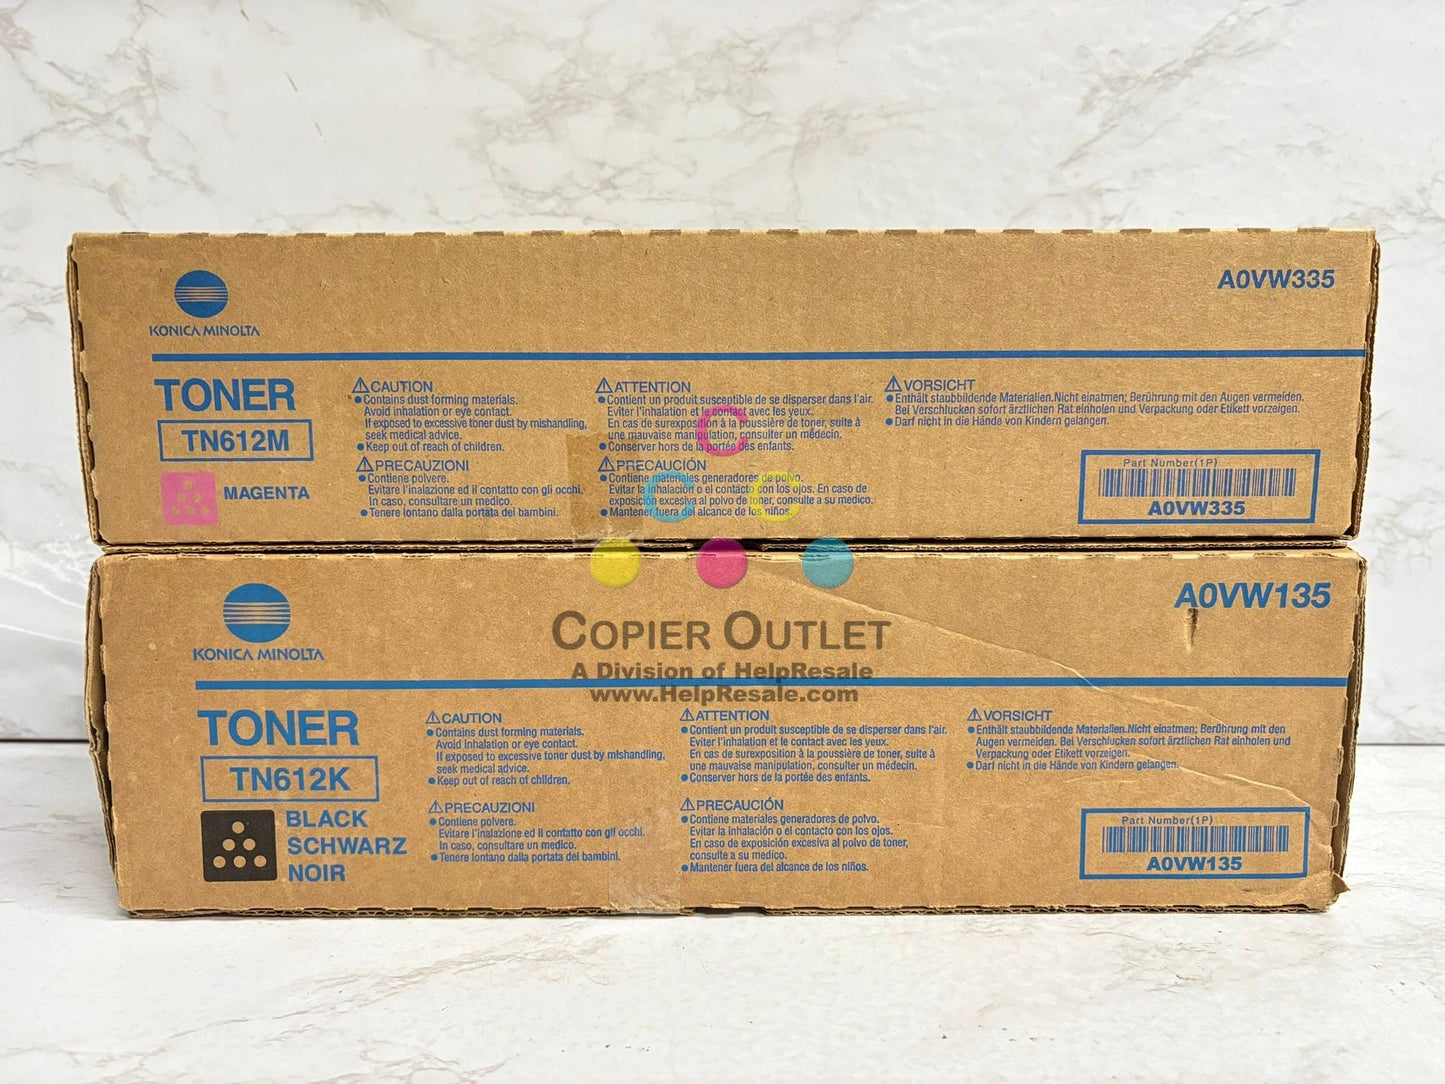 KONICA MINOLTA
A0VW335
TONER
TN612M
MAGENTA
CAUTION
●Contains dust forming materials.
Avoid inhalation or eye contact.
If exposed to excessive toner dust by mishandling,
seek medical advice.
●Keep out of reach of children.
PRECAUZIONI
●Contiene polvere.
Evitare l'inalazione ed il contatto con gli occhi.
In caso, consultare un medico.
●Tenere lontano dalla portata dei bambini.
ATTENTION
●Contient un produit susceptible de se disperser dans l'air.
Eviter l'inhalation et le contact avec les yeux.
En cas de surexposition à la poussière de toner, suite à
une mauvaise manipulation, consulter un médecin.
●Conserver hors de la portée des enfants.
PRECAUCIÓN
●Contiene materiales generadores de polvo.
Evitar la inhalación o el contacto con los ojos. En caso de
exposición excesiva al polvo de toner, consulte a su medico.
●Mantener fuera del alcance de los niños.
VORSICHT
●Enthält staubbildende Materialien.Nicht einatmen; Berührung mit den Augen vermeiden.
Bei Verschlucken sofort ärztlichen Rat einholen und Verpackung oder Etikett vorzeigen.
●Darf nicht in die Hände von Kindern gelangen.
Part Number(1P)
A0VW335
C
C C
COPIER OUTLET
A Division of HelpResale
www.HelpResale.com
KONICA MINOLTA
A0VW135
TONER
TN612K
BLACK
SCHWARZ
NOIR
CAUTION
●Contains dust forming materials.
Avoid inhalation or eye contact.
If exposed to excessive toner dust by mishandling,
seek medical advice.
●Keep out of reach of children.
PRECAUZIONI
●Contiene polvere.
Evitare l'inalazione ed il contatto con gli occhi.
In caso, consultare un medico.
●Tenere lontano dalla portata dei bambini.
ATTENTION
●Contient un produit susceptible de se disperser dans l'air.
Eviter l'inhalation et le contact avec les yeux.
En cas de surexposition à la poussière de toner, suite à
une mauvaise manipulation, consulter un médecin.
●Conserver hors de la portée des enfants.
PRECAUCIÓN
●Contiene materiales generadores de polvo.
Evitar la inhalación o el contacto con los ojos.
En caso de exposición excesiva al polvo de toner,
consulte a su medico.
●Mantener fuera del alcance de los niños.
VORSICHT
●Enthält staubbildende Materialien.Nicht einatmen; Berührung mit den
Augen vermeiden. Bei Verschlucken sofort ärztlichen Rat einholen und
Verpackung oder Etikett vorzeigen.
●Darf nicht in die Hände von Kindern gelangen.
Part Number(1P)
A0VW135